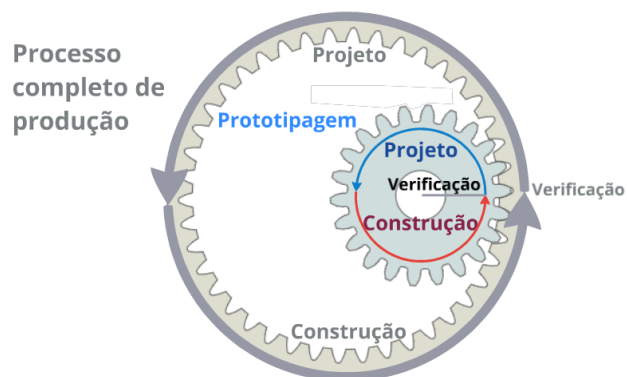 Processo
completo de
produção
Projeto
Prototipagem
Projeto
Verificação
Construção
Verificação
Construção